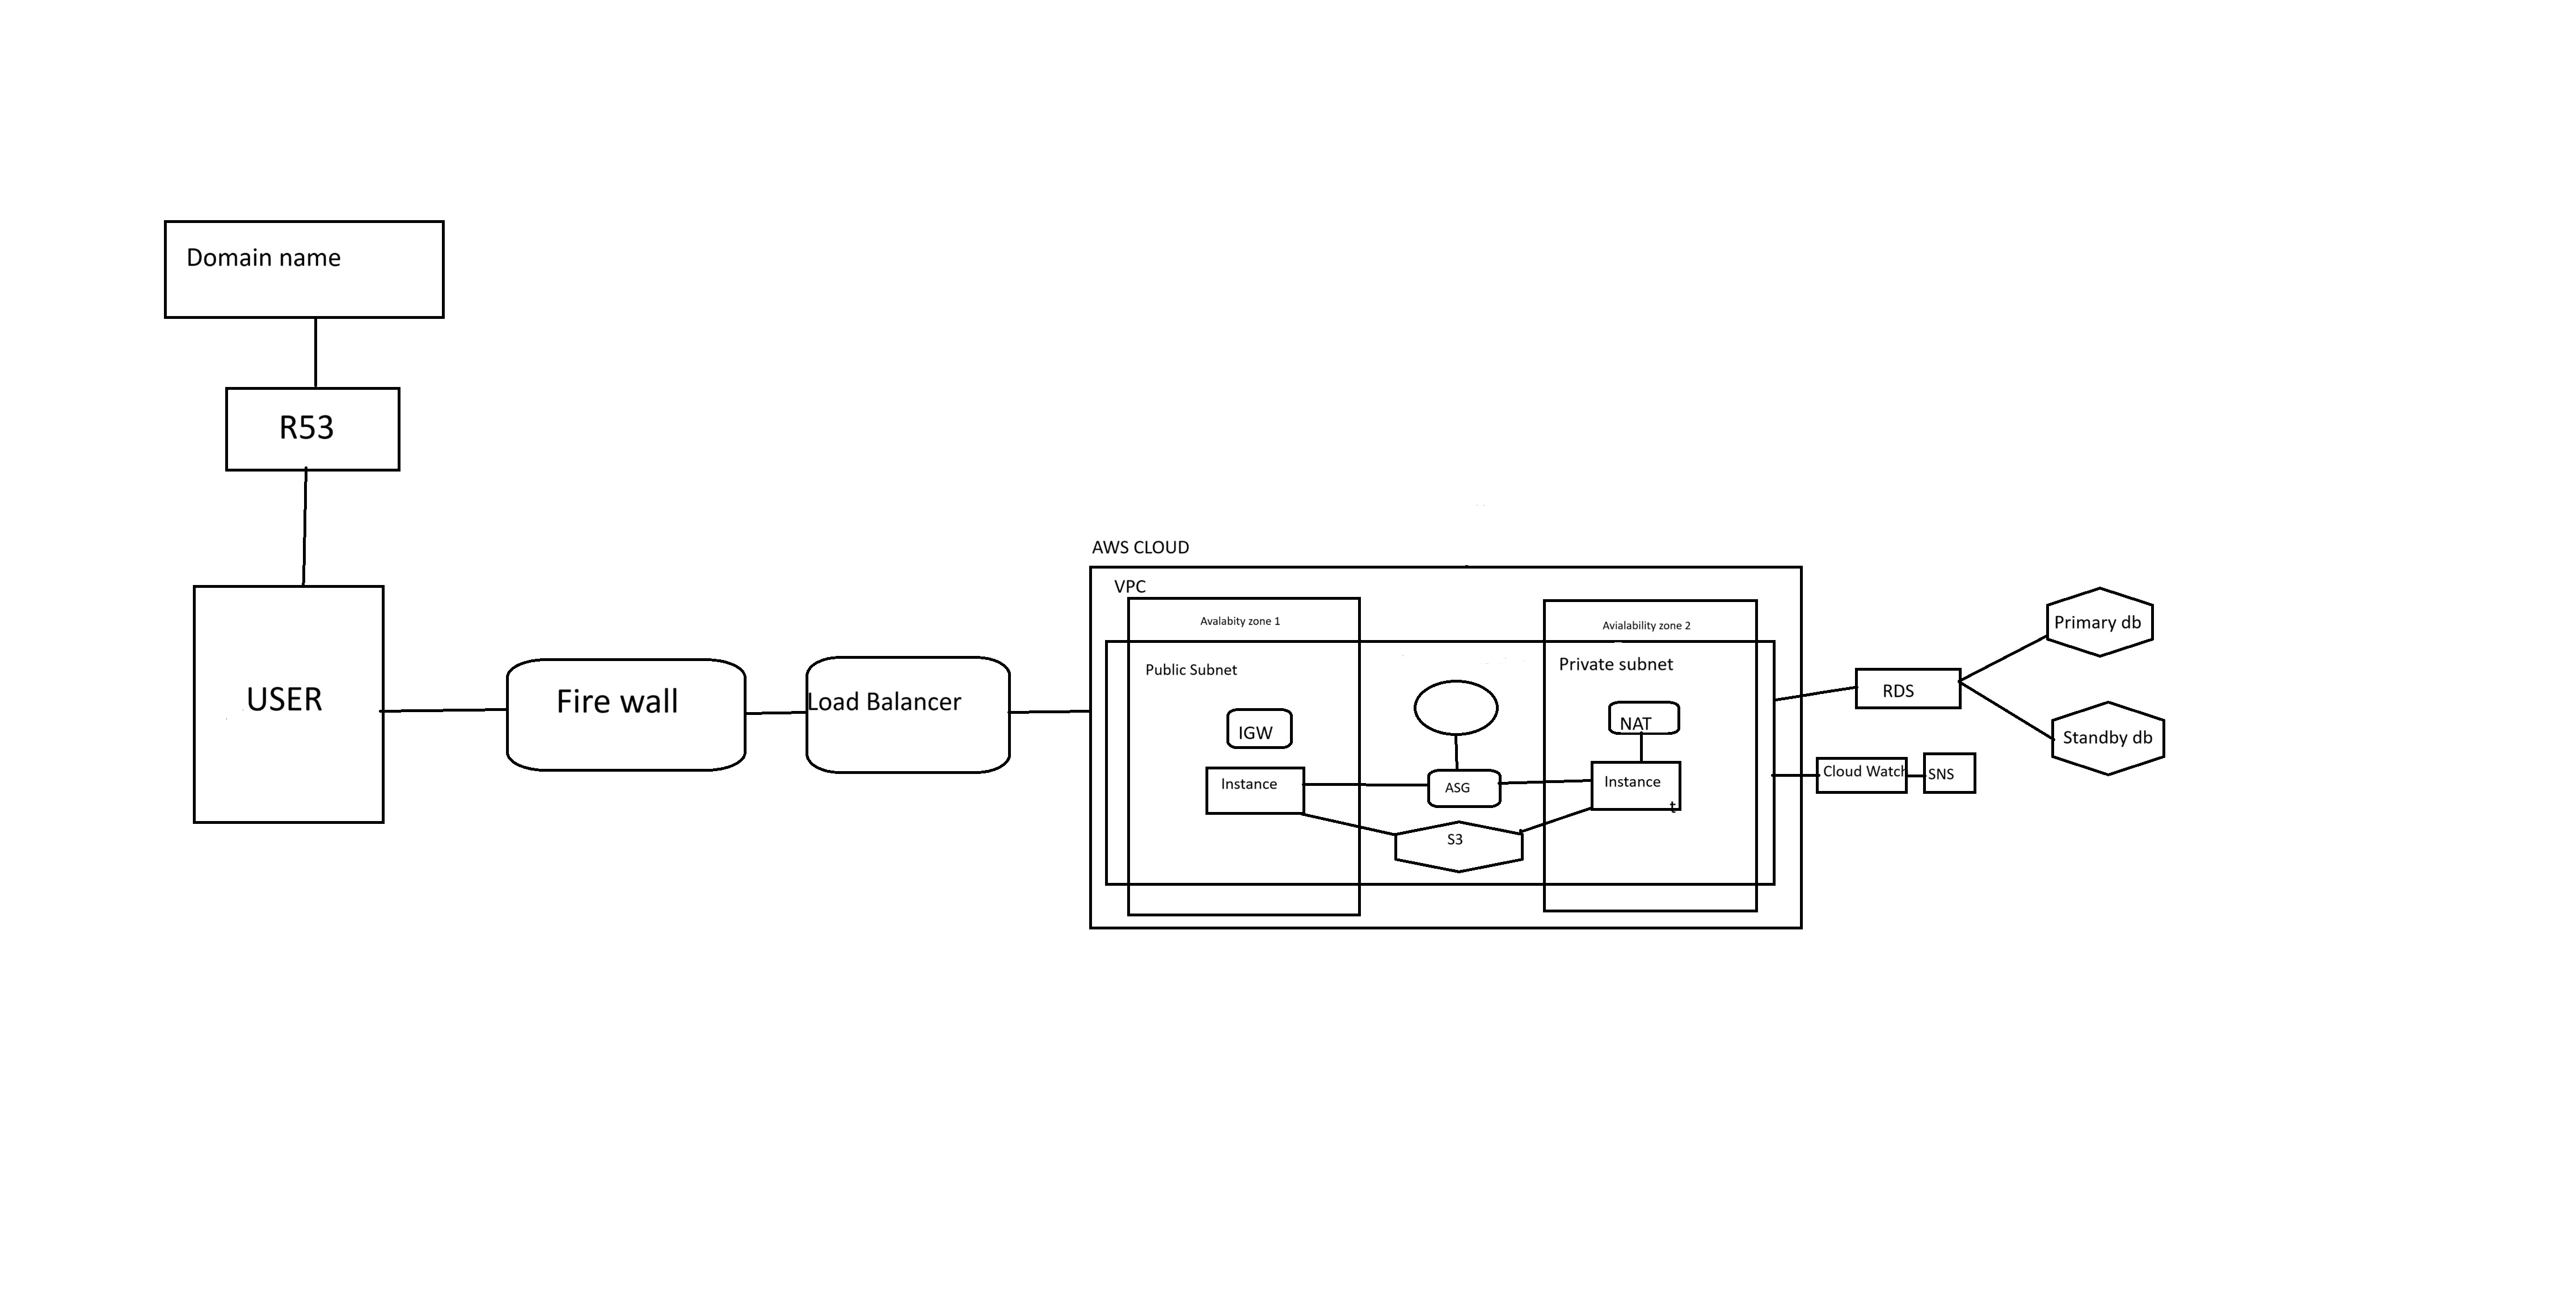 Domain name
R53
USER
Fire wall
Load Balancer
AWS CLOUD
VPC
Avalabity zone 1
Avialability zone 2
Public Subnet
Private subnet
IGW
NAT
Instance
ASG
Instance
t
S3
RDS
Primary db
Standby db
Cloud Watch
SNS